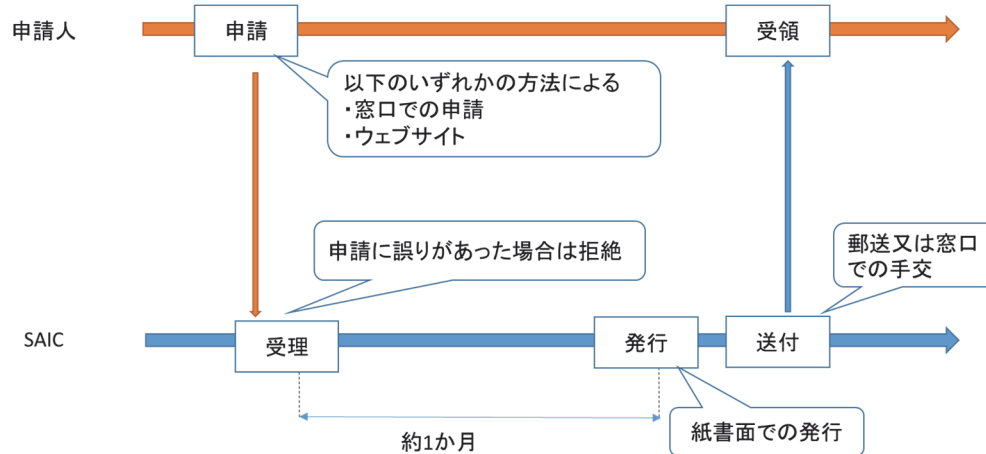 申請人
申請
受領
以下のいずれかの方法による
・窓口での申請
・ウェブサイト
申請に誤りがあった場合は拒絶
郵送又は窓口
での手交
SAIC
受理
発行
送付
約1か月
紙書面での発行